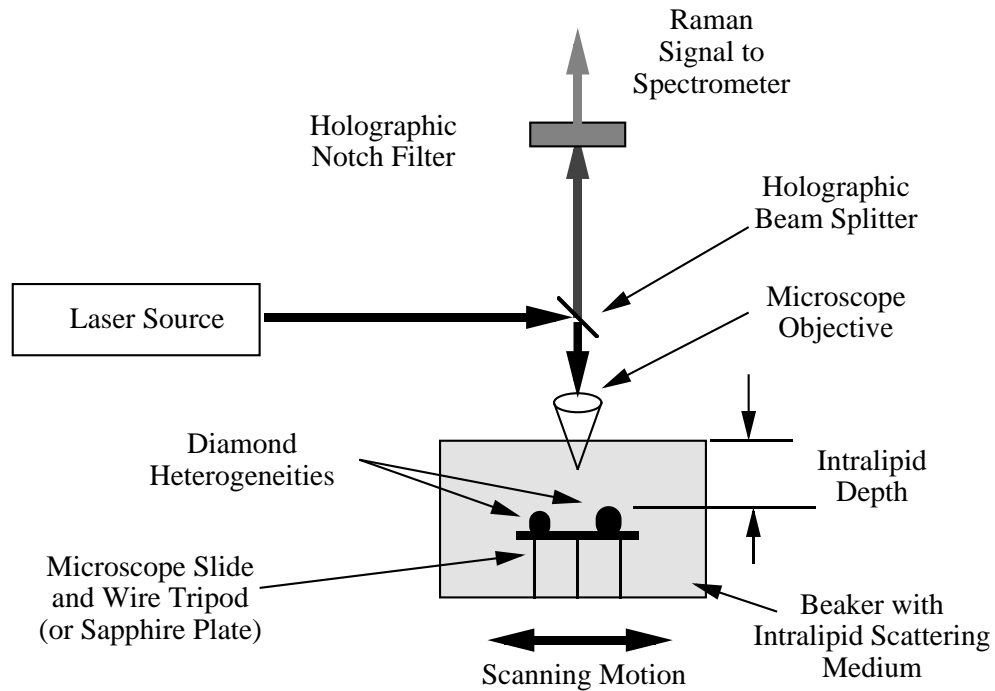 Raman
Signal to
Spectrometer
Holographic
Notch Filter
Holographic
Beam Splitter
Laser Source
Microscope
Objective
Diamond
Heterogeneities
Intralipid
Depth
Microscope Slide
and Wire Tripod
(or Sapphire Plate)
Beaker with
Intralipid Scattering
Medium
Scanning Motion